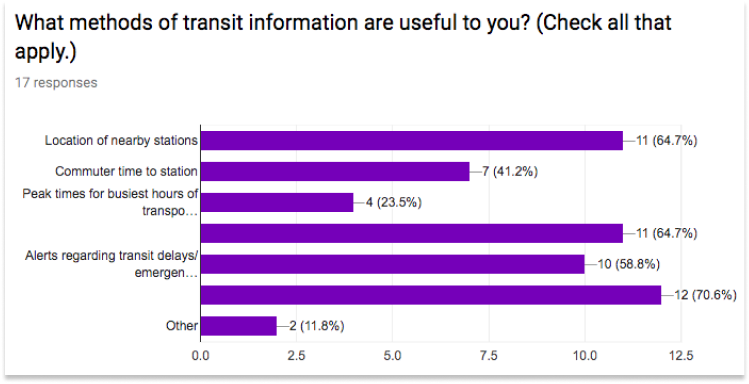 What methods of transit information are useful to you? (Check all that
apply.)
17 responses
Location of nearby stations
11 (64.7%)
Commuter time to station
7 (41.2%)
Peak times for busiest hours of
transpo…
4 (23.5%)
11 (64.7%)
Alerts regarding transit delays/
emergen…
10 (58.8%)
12 (70.6%)
Other
2 (11.8%)
0.0 2.5 5.0 7.5 10.0 12.5